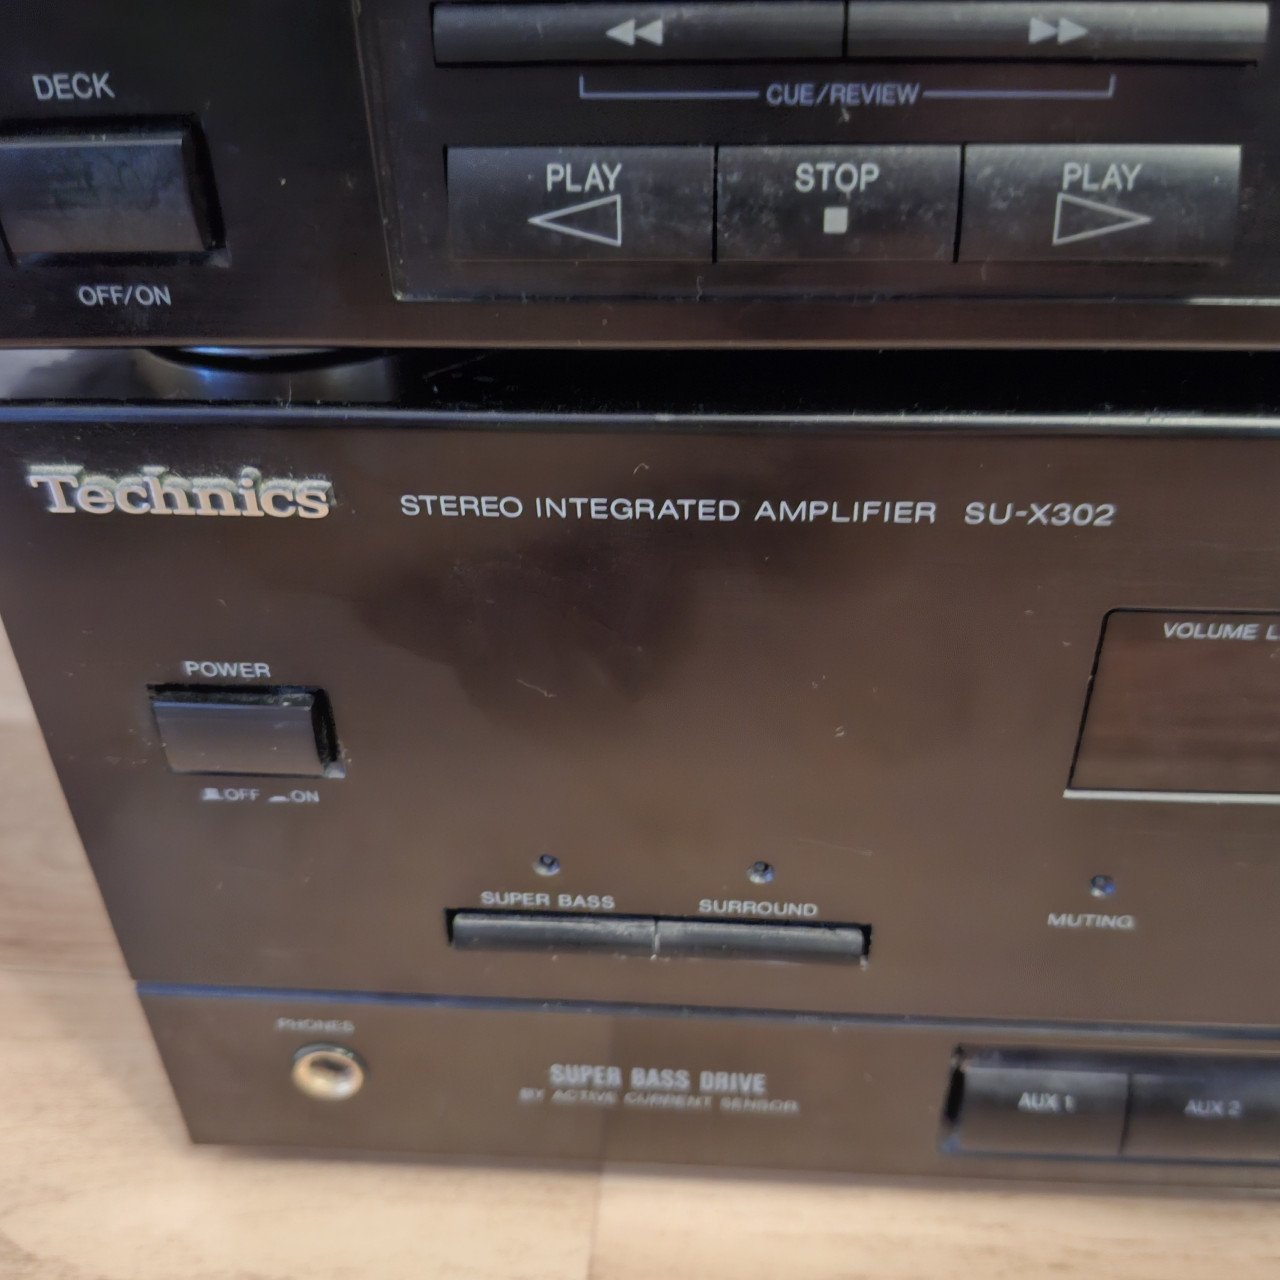 DECK
OFF/ON
CUE/REVIEW
PLAY
STOP
PLAY
Technics
STEREO INTEGRATED AMPLIFIER SU-X302
VOLUME L
POWER
OFF ON
SUPER BASS
SURROUND
MUTING
PHONES
SUPER BASS DRIVE
BY ACTIVE CURRENT SENSOR
AUX 1
AUX 2